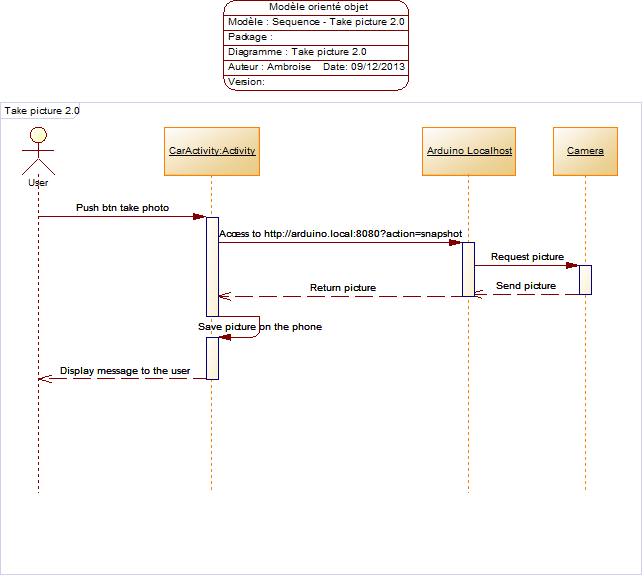 Modèle orienté objet
Modèle : Sequence - Take picture 2.0
Package :
Diagramme : Take picture 2.0
Auteur : Ambroise Date: 09/12/2013
Version:
Take picture 2.0
CarActivity:Activity
Arduino Localhost
Camera
User
Push btn take photo
Access to http://arduino.local:8080?action=snapshot
Request picture
Send picture
Return picture
Save picture on the phone
Display message to the user